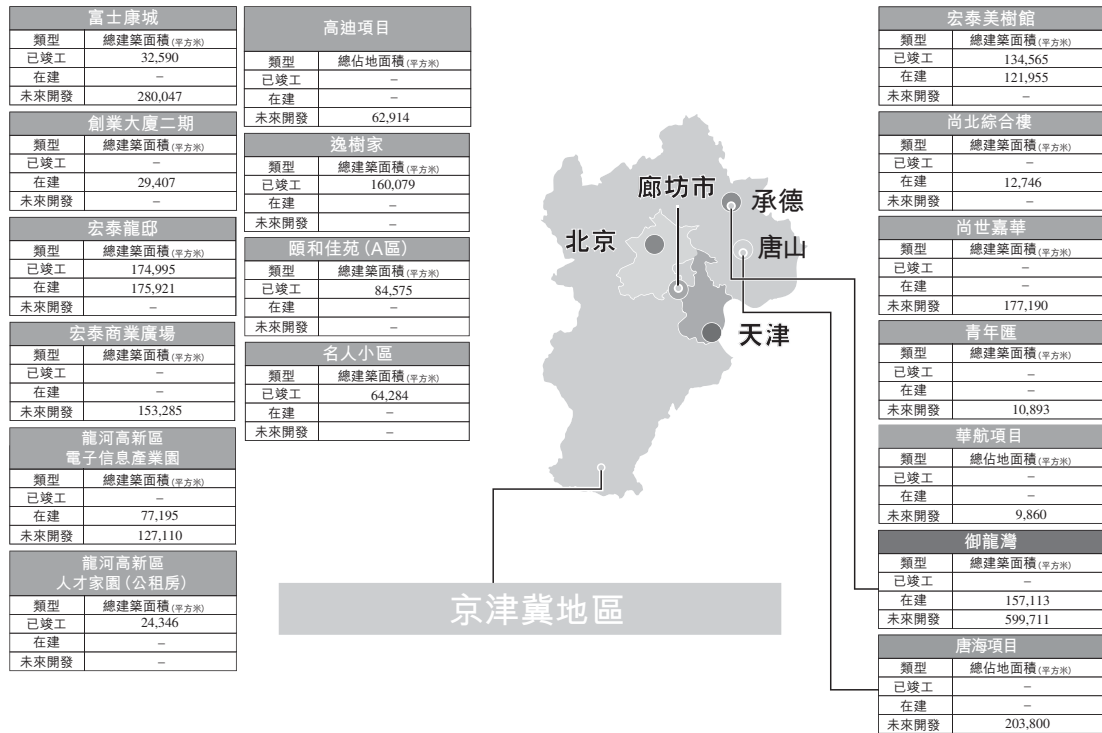 富士康城
類型 總建築面積(平方米)
已竣工 32,590
在建 –
未來開發 280,047
創業大廈二期
類型 總建築面積(平方米)
已竣工 –
在建 29,407
未來開發 –
宏泰龍邸
類型 總建築面積(平方米)
已竣工 174,995
在建 175,921
未來開發 –
宏泰商業廣場
類型 總建築面積(平方米)
已竣工 –
在建 –
未來開發 153,285
龍河高新區
電子信息產業園
類型 總建築面積(平方米)
已竣工 –
在建 77,195
未來開發 127,110
龍河高新區
人才家園(公租房)
類型 總建築面積(平方米)
已竣工 24,346
在建 –
未來開發 –
高迪項目
類型 總佔地面積(平方米)
已竣工 –
在建 –
未來開發 62,914
逸樹家
類型 總建築面積(平方米)
已竣工 160,079
在建 –
未來開發 –
頤和佳苑(A區)
類型 總建築面積(平方米)
已竣工 84,575
在建 –
未來開發 –
名人小區
類型 總建築面積(平方米)
已竣工 64,284
在建 –
未來開發 –
廊坊市
承德
北京
唐山
天津
京津冀地區
宏泰美樹館
類型 總建築面積(平方米)
已竣工 134,565
在建 121,955
未來開發 –
尚北綜合樓
類型 總建築面積(平方米)
已竣工 –
在建 12,746
未來開發 –
尚世嘉華
類型 總建築面積(平方米)
已竣工 –
在建 –
未來開發 177,190
青年匯
類型 總建築面積(平方米)
已竣工 –
在建 –
未來開發 10,893
華航項目
類型 總佔地面積(平方米)
已竣工 –
在建 –
未來開發 9,860
御龍灣
類型 總建築面積(平方米)
已竣工 –
在建 157,113
未來開發 599,711
唐海項目
類型 總佔地面積(平方米)
已竣工 –
在建 –
未來開發 203,800